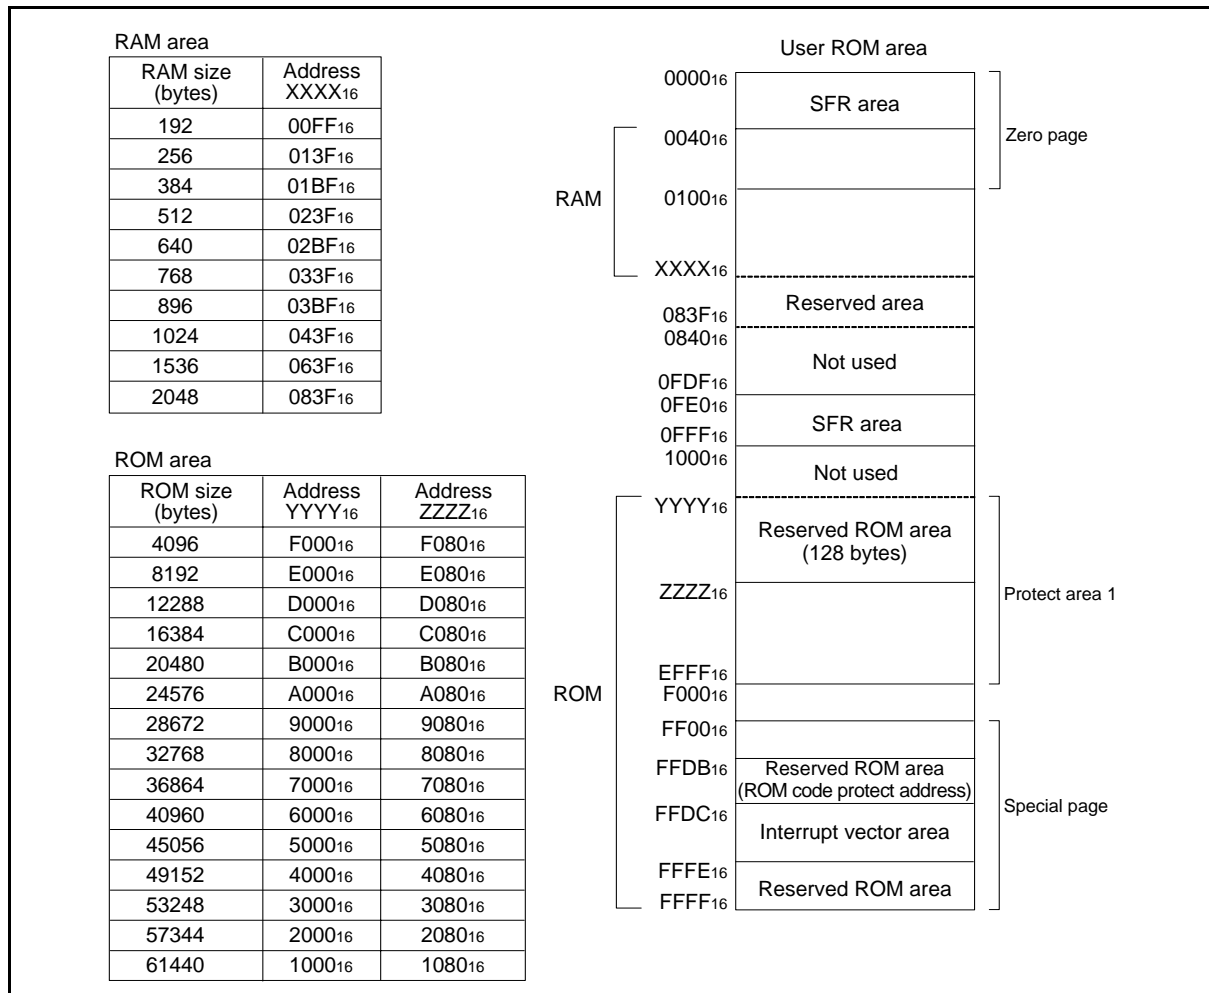 RAM area
RAM size (bytes) Address XXXX16
192 00FF16
256 013F16
384 01BF16
512 023F16
640 02BF16
768 033F16
896 03BF16
1024 043F16
1536 063F16
2048 083F16
ROM area
ROM size (bytes) Address YYYY16 Address ZZZZ16
4096 F00016 F08016
8192 E00016 E08016
12288 D00016 D08016
16384 C00016 C08016
20480 B00016 B08016
24576 A00016 A08016
28672 900016 908016
32768 800016 808016
36864 700016 708016
40960 600016 608016
45056 500016 508016
49152 400016 408016
53248 300016 308016
57344 200016 208016
61440 100016 108016
User ROM area
000016
SFR area
Zero page
004016
RAM
010016
XXXX16
Reserved area
083F16
084016
Not used
0FDF16
0FE016
SFR area
0FFF16
100016
Not used
YYYY16
Reserved ROM area
(128 bytes)
ZZZZ16
Protect area 1
EFFF16
ROM
F00016
FF0016
FFDB16
Reserved ROM area
(ROM code protect address)
Special page
FFDC16
Interrupt vector area
FFFE16
Reserved ROM area
FFFF16